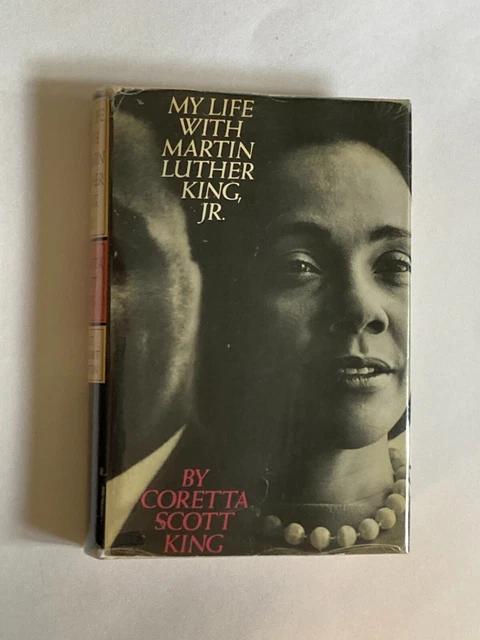 MY LIFE
WITH
MARTIN
LUTHER
KING,
JR.
BY
CORETTA
SCOTT
KING